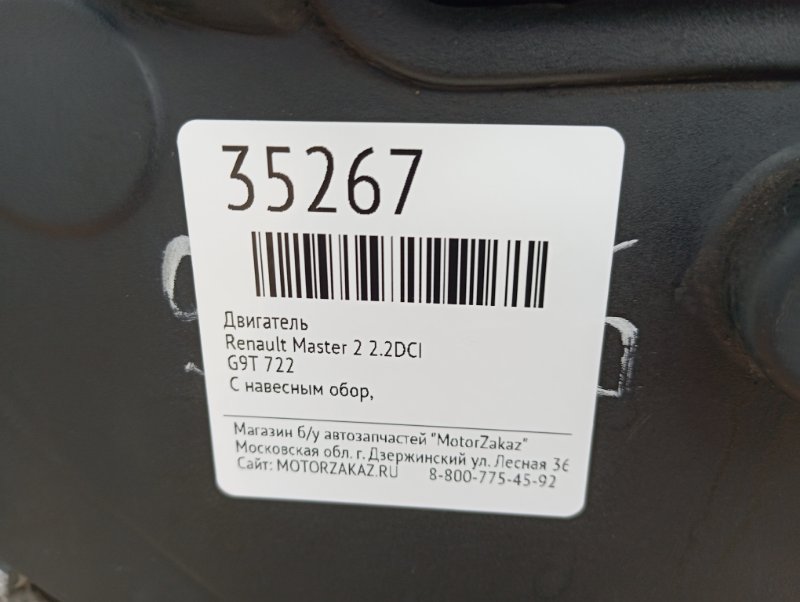 35267
Двигатель
Renault Master 2 2.2DCI
G9T 722
С навесным обор,
Магазин б/у автозапчастей "MotorZakaz"
Московская обл. г. Дзержинский ул. Лесная 36
Сайт: MOTORZAKAZ.RU 8-800-775-45-92